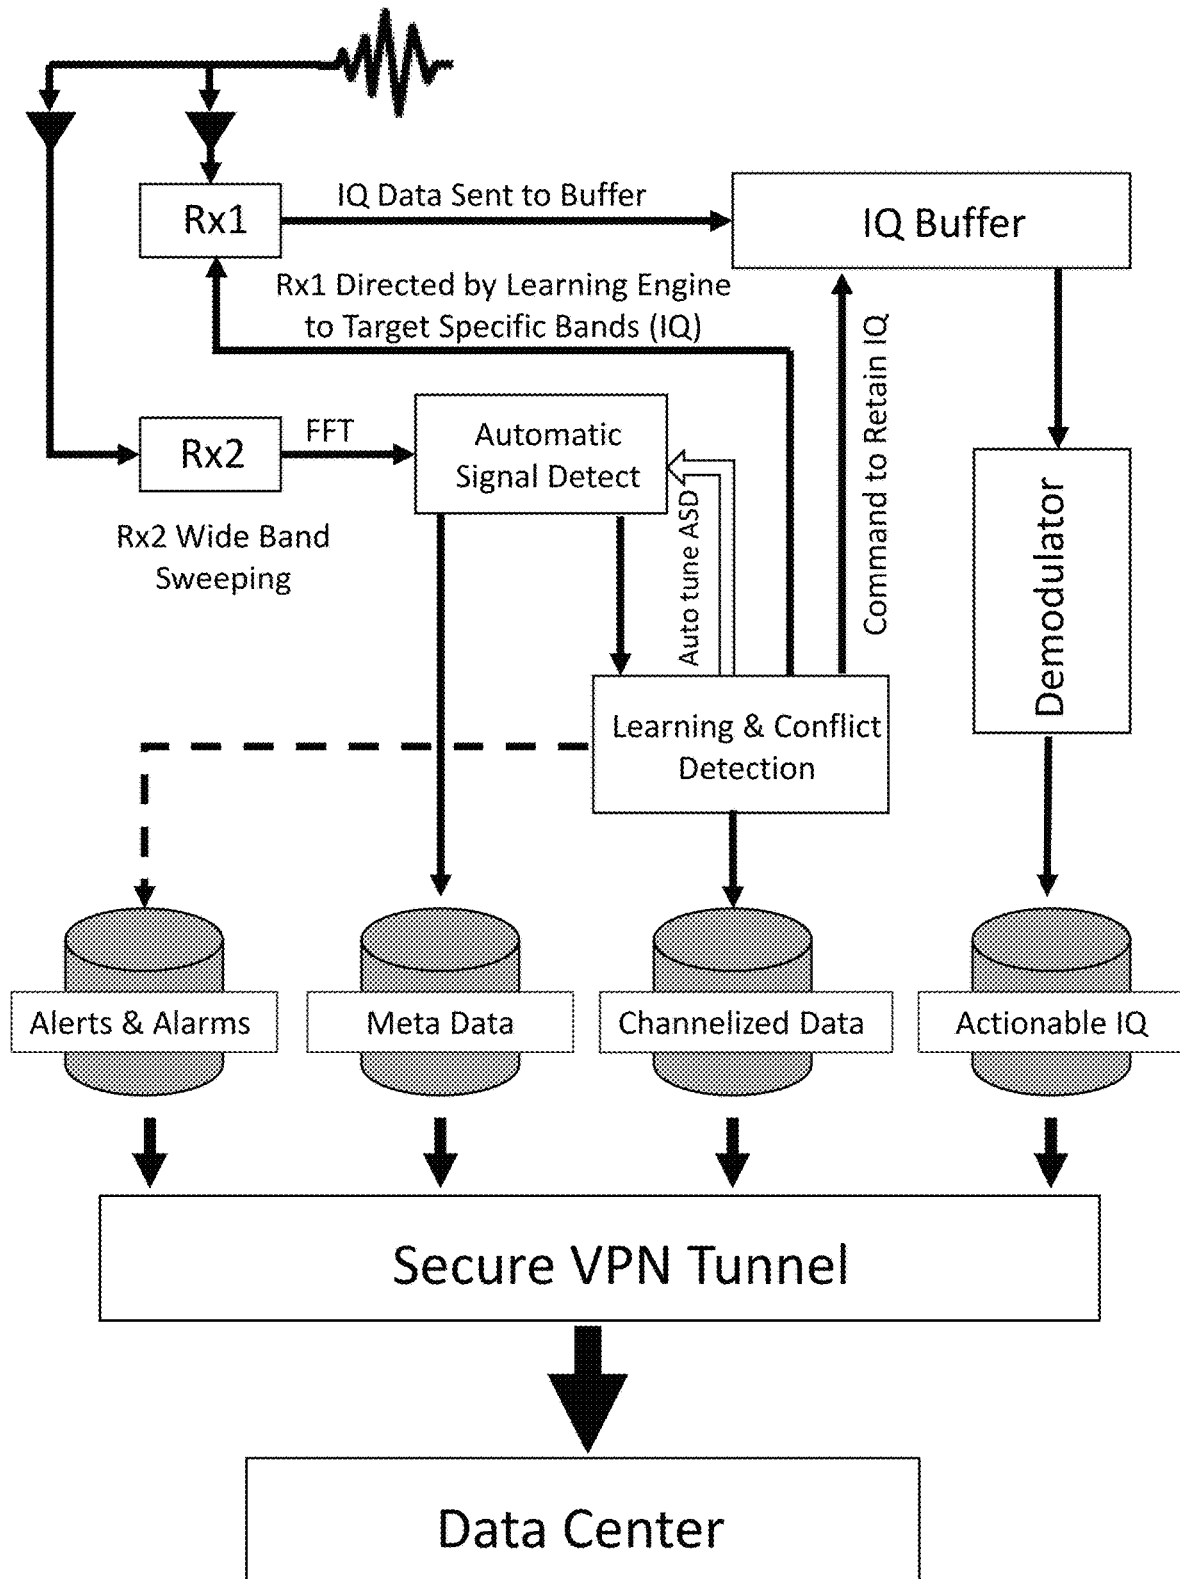 Rx1
IQ Data Sent to Buffer
IQ Buffer
Rx1 Directed by Learning Engine
to Target Specific Bands (IQ)
Command to Retain IQ
Rx2
FFT
Automatic
Signal Detect
Rx2 Wide Band
Sweeping
Auto tune ASD
Demodulator
Learning & Conflict
Detection
Alerts & Alarms
Meta Data
Channelized Data
Actionable IQ
Secure VPN Tunnel
Data Center